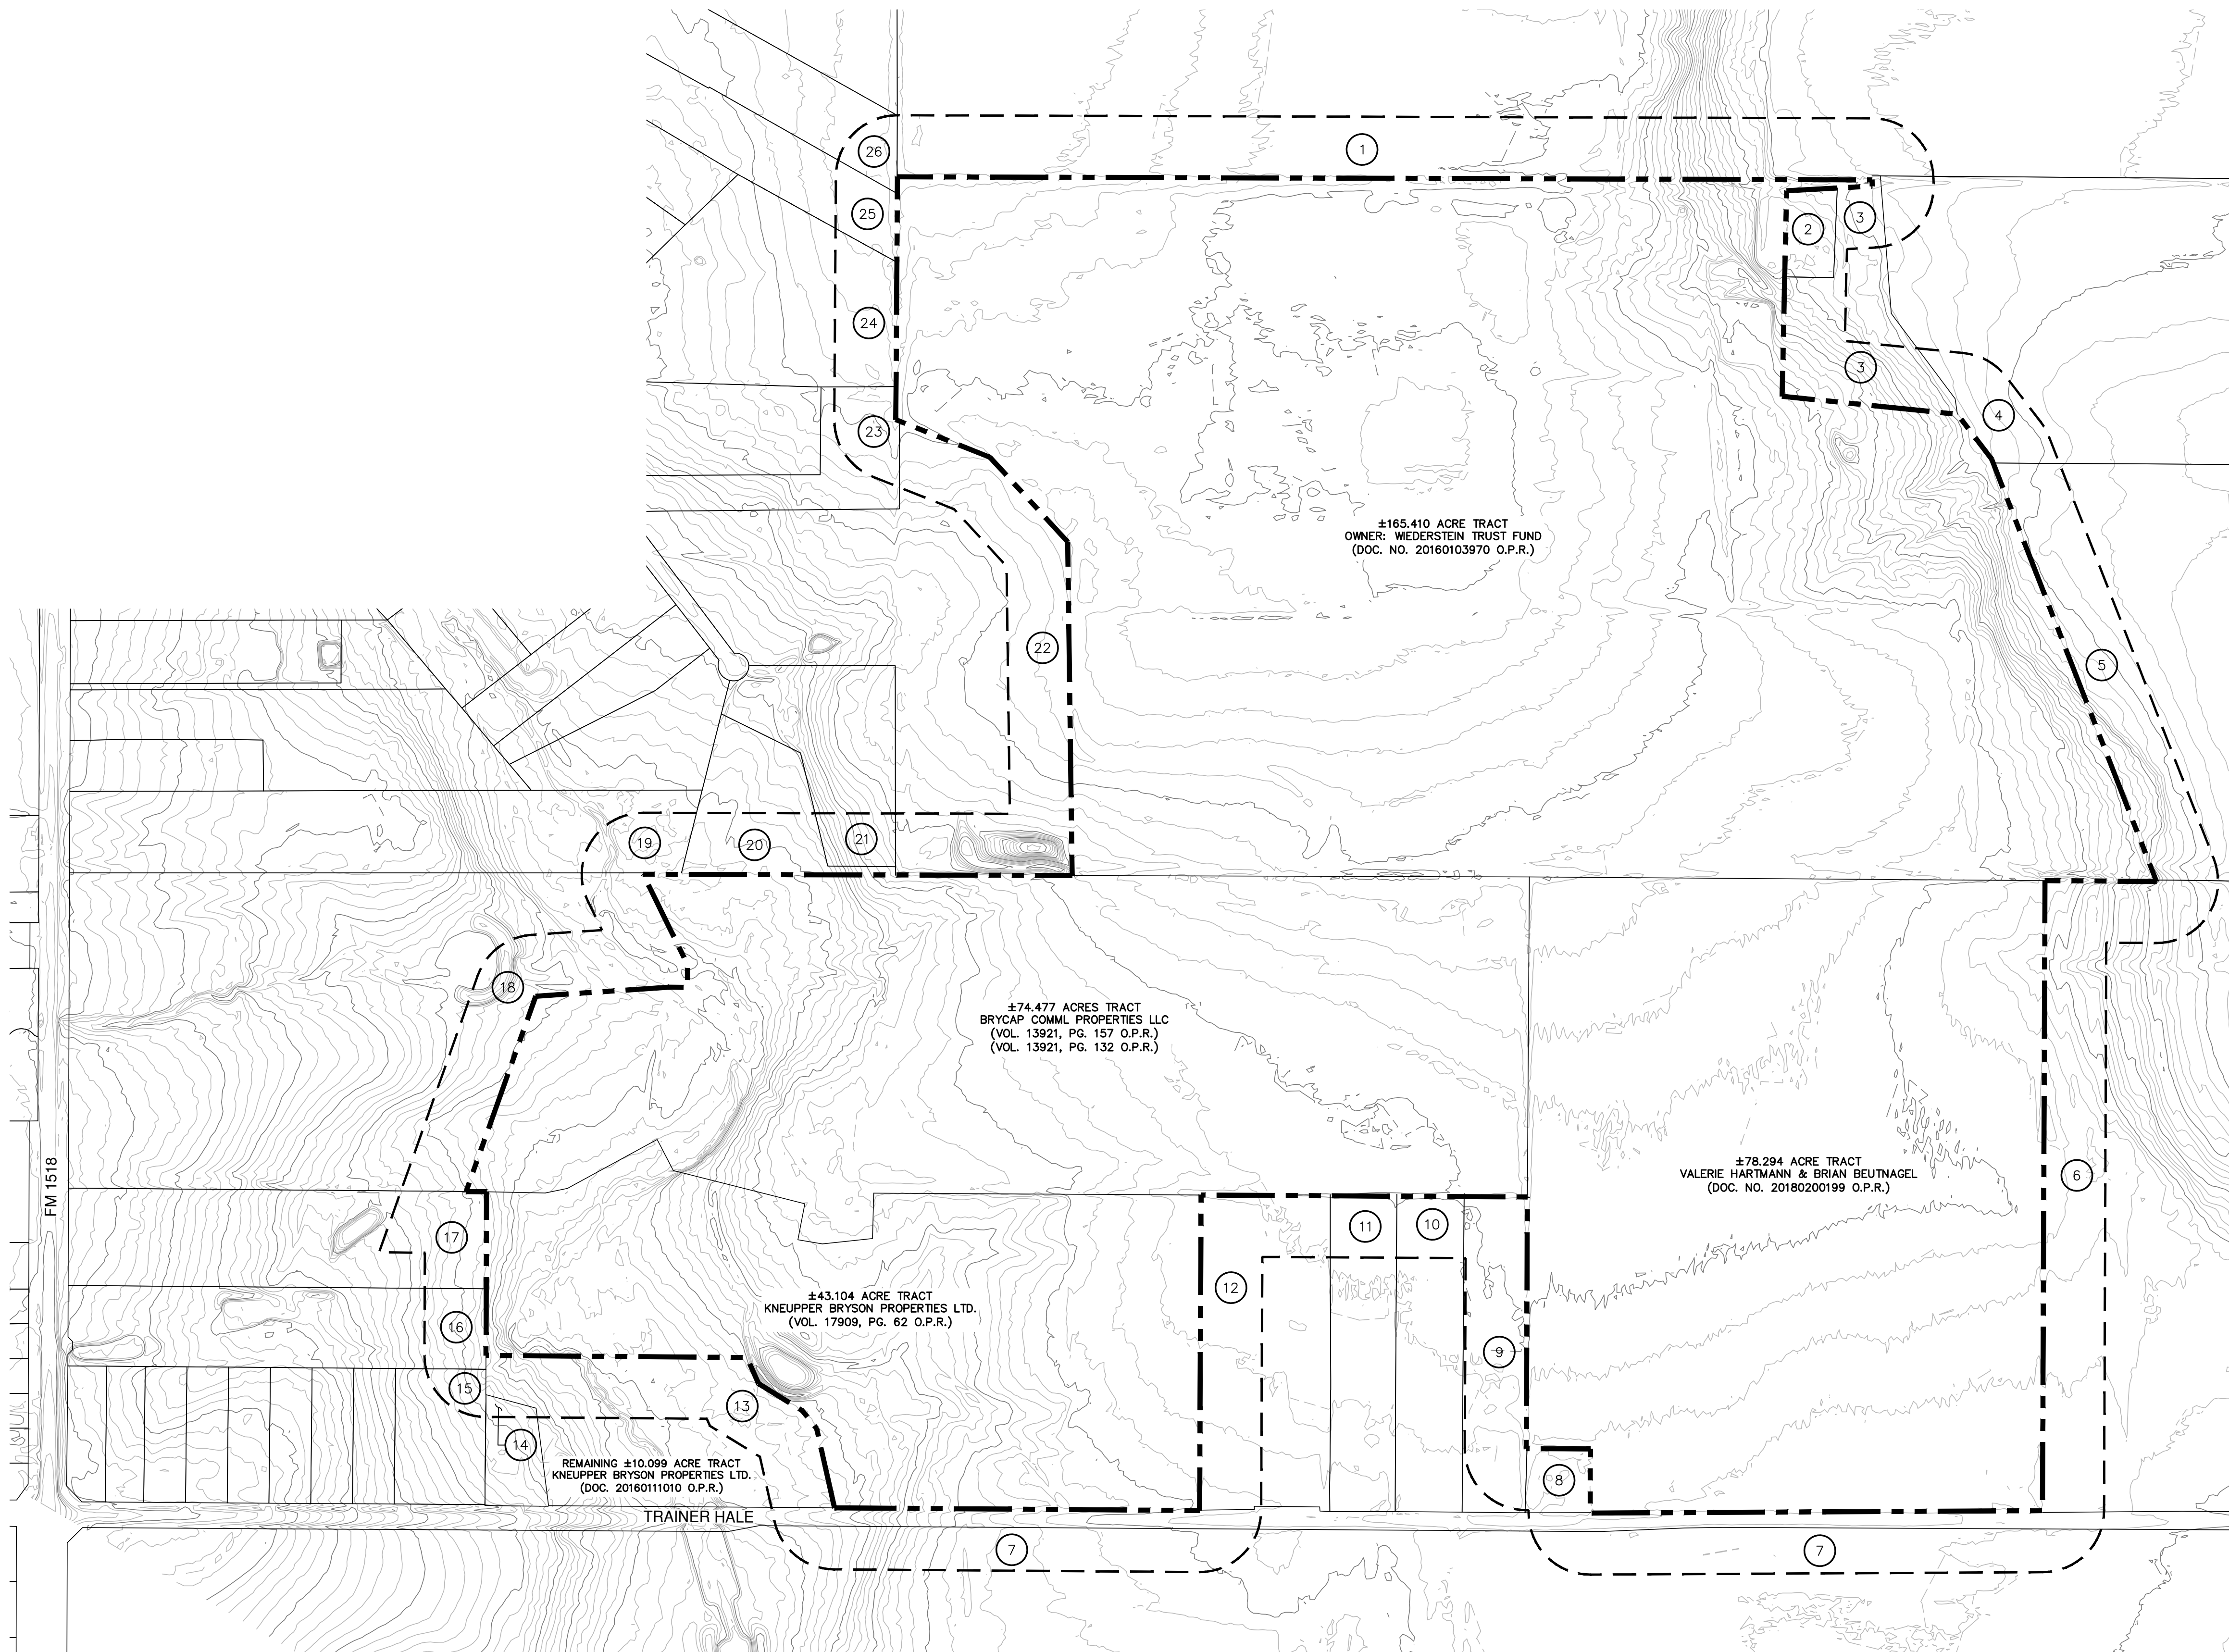 26
1
25
2
3
24
3
4
23
±165.410 ACRE TRACT
OWNER: WIEDERSTEIN TRUST FUND
(DOC. NO. 20160103970 O.P.R.)
22
5
19
20
21
18
±74.477 ACRES TRACT
BRYCAP COMML PROPERTIES LLC
(VOL. 13921, PG. 157 O.P.R.)
(VOL. 13921, PG. 132 O.P.R.)
±78.294 ACRE TRACT
VALERIE HARTMANN & BRIAN BEUTNAGEL
(DOC. NO. 20180200199 O.P.R.)
6
FM 1518
17
11
10
12
±43.104 ACRE TRACT
KNEUPPER BRYSON PROPERTIES LTD.
(VOL. 17909, PG. 62 O.P.R.)
16
9
15
13
14
REMAINING ±10.099 ACRE TRACT
KNEUPPER BRYSON PROPERTIES LTD.
(DOC. 20160111010 O.P.R.)
8
TRAINER HALE
7
7